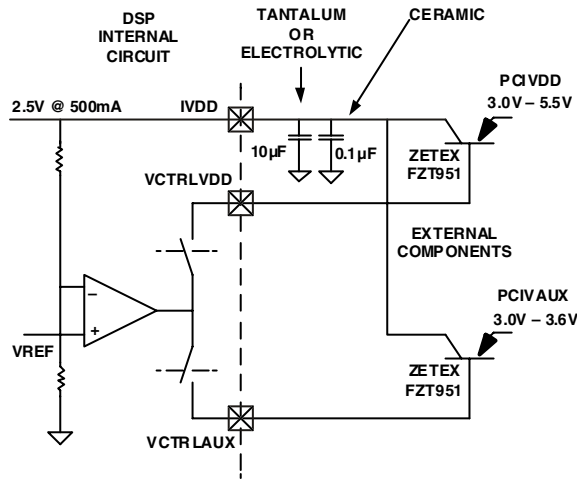 DSP
INTERNAL
CIRCUIT
TANTALUM
OR
ELECTROLYTIC
CERAMIC
2.5V @ 500mA
IVDD
PCIVDD
3.0V – 5.5V
10µF
0.1µF
ZETEX
FZT951
VCTRLVDD
EXTERNAL
COMPONENTS
–
+
VREF
PCIVAUX
3.0V – 3.6V
ZETEX
FZT951
VCTRLAUX